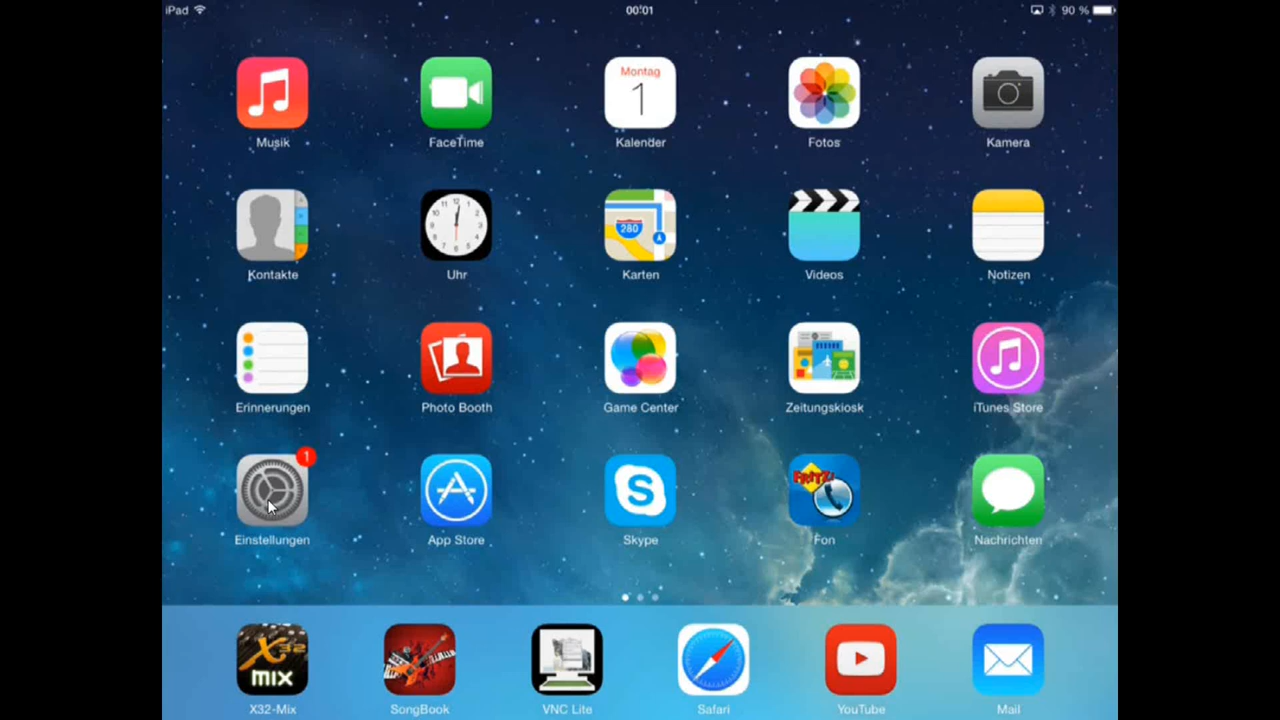 iPad 00:01 90 %
Montag
1
Musik FaceTime Kalender Fotos Kamera
280
Kontakte Uhr Karten Videos Notizen
Erinnerungen Photo Booth Game Center Zeitungskiosk iTunes Store
1
FRITZ!
Einstellungen App Store Skype Fon Nachrichten
X32
MIX
X32-Mix SongBook VNC Lite Safari YouTube Mail